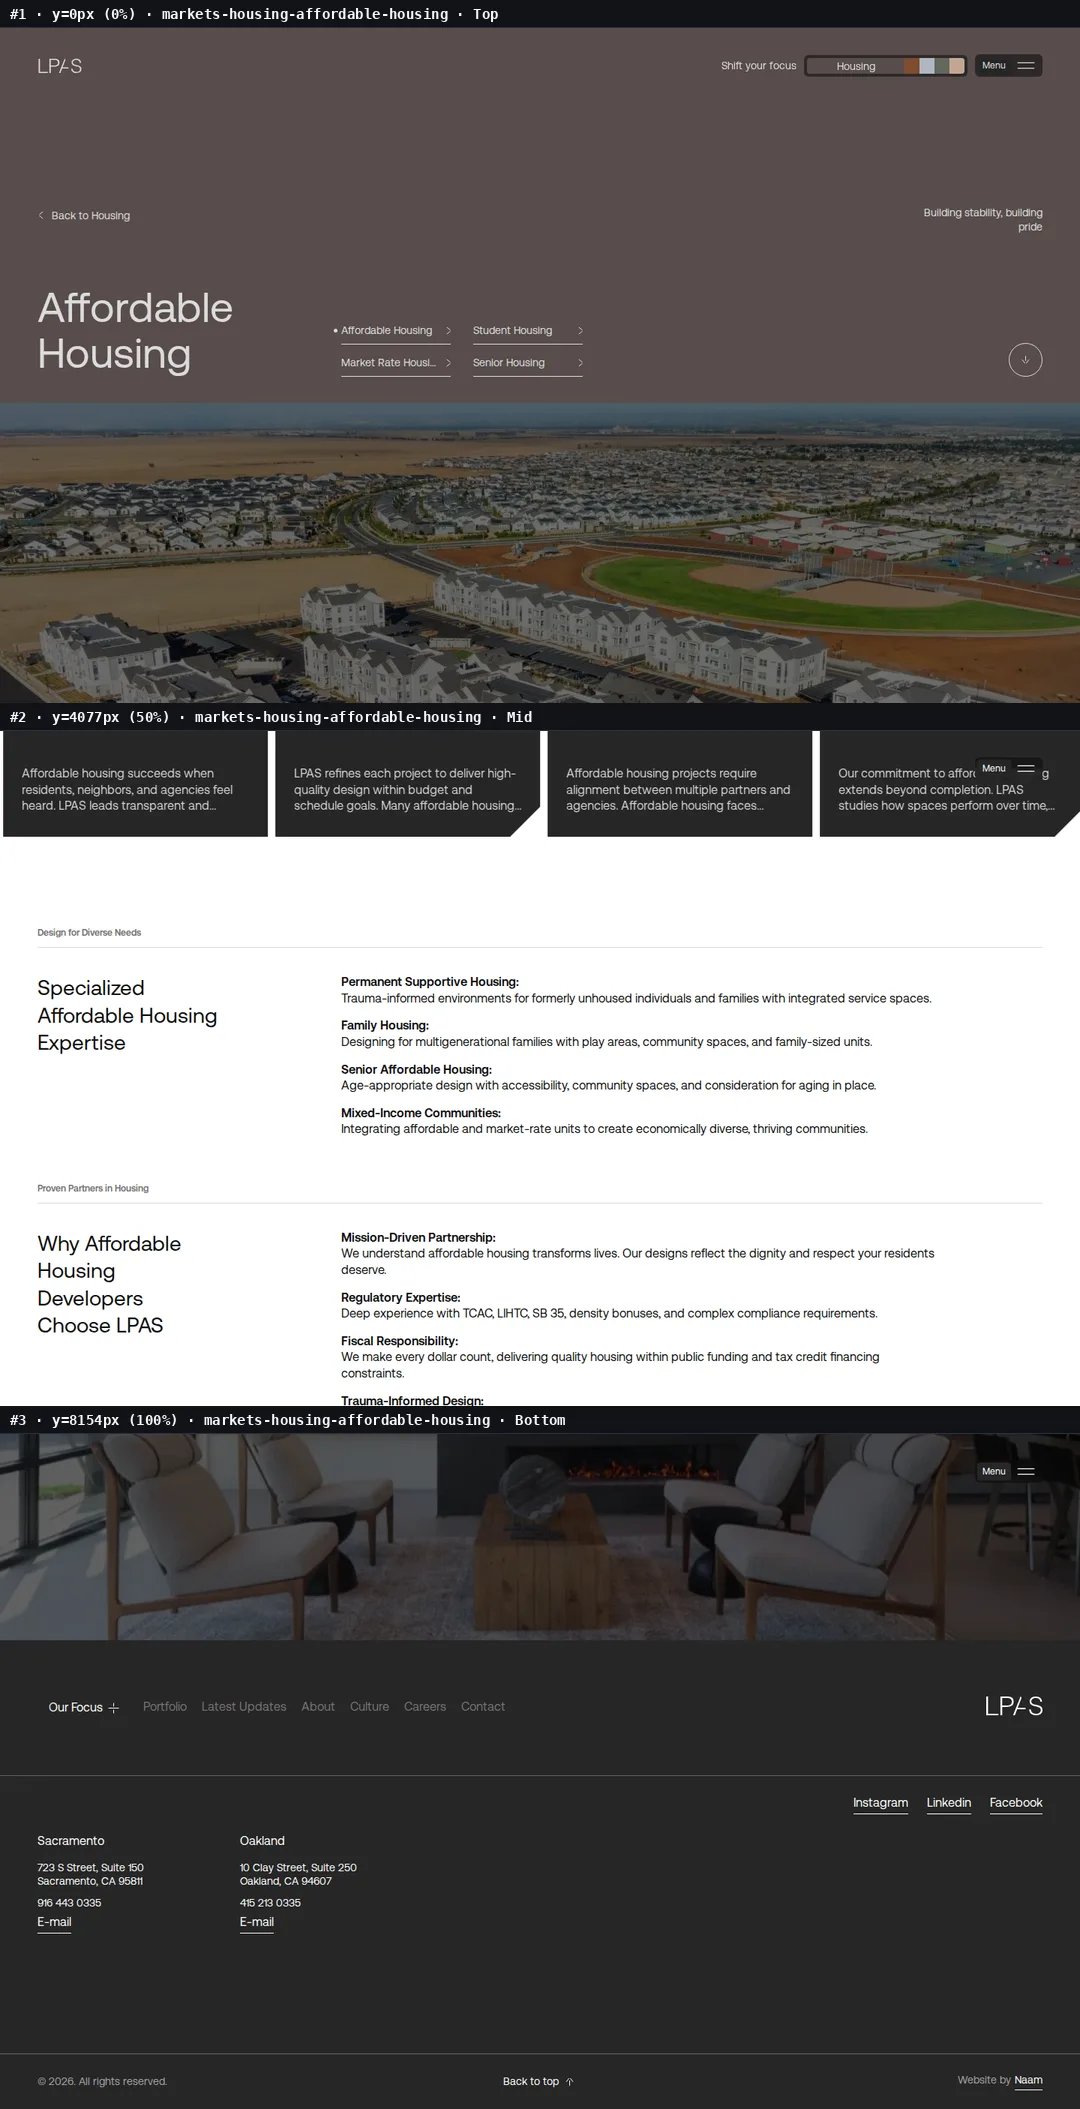 #1 · y=0px (0%) · markets-housing-affordable-housing · Top
LPAS
Shift your focus
Housing
Menu
Back to Housing
Building stability, building
pride
Affordable
Housing
Affordable Housing
Student Housing
Market Rate Housi...
Senior Housing
#2 · y=4077px (50%) · markets-housing-affordable-housing · Mid
Menu
Affordable housing succeeds when
residents, neighbors, and agencies feel
heard. LPAS leads transparent and...
LPAS refines each project to deliver high-
quality design within budget and
schedule goals. Many affordable housing...
Affordable housing projects require
alignment between multiple partners and
agencies. Affordable housing faces...
Our commitment to affor g
extends beyond completion. LPAS
studies how spaces perform over time,...
Design for Diverse Needs
Specialized
Affordable Housing
Expertise
Permanent Supportive Housing:
Trauma-informed environments for formerly unhoused individuals and families with integrated service spaces.
Family Housing:
Designing for multigenerational families with play areas, community spaces, and family-sized units.
Senior Affordable Housing:
Age-appropriate design with accessibility, community spaces, and consideration for aging in place.
Mixed-Income Communities:
Integrating affordable and market-rate units to create economically diverse, thriving communities.
Proven Partners in Housing
Why Affordable
Housing
Developers
Choose LPAS
Mission-Driven Partnership:
We understand affordable housing transforms lives. Our designs reflect the dignity and respect your residents
deserve.
Regulatory Expertise:
Deep experience with TCAC, LIHTC, SB 35, density bonuses, and complex compliance requirements.
Fiscal Responsibility:
We make every dollar count, delivering quality housing within public funding and tax credit financing
constraints.
Trauma-Informed Design:
#3 · y=8154px (100%) · markets-housing-affordable-housing · Bottom
Menu
Our Focus
Portfolio
Latest Updates
About
Culture
Careers
Contact
LPAS
Instagram
Linkedin
Facebook
Sacramento
723 S Street, Suite 150
Sacramento, CA 95811
916 443 0335
E-mail
Oakland
10 Clay Street, Suite 250
Oakland, CA 94607
415 213 0335
E-mail
© 2026. All rights reserved.
Back to top
Website by Naam